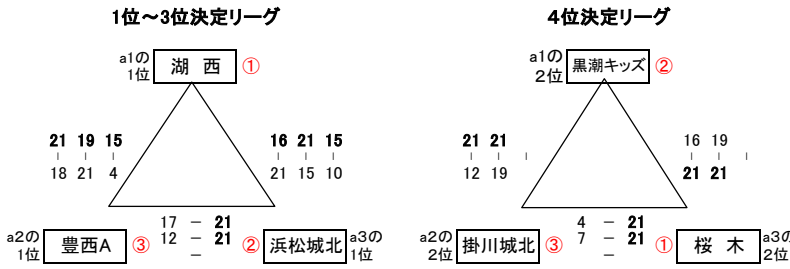 1位～3位決定リーグ
a1の
1位
湖 西
①
21 19 15
- - -
18 21 4
16 21 15
- - -
21 15 10
17 - 21
12 - 21
-
a2の
1位
豊西A
③
②
浜松城北
a3の
1位
4位決定リーグ
a1の
2位
黒潮キッズ
②
21 21
- - -
12 19
16 19
- - -
21 21
4 - 21
7 - 21
-
a2の
2位
掛川城北
③
①
桜 木
a3の
2位